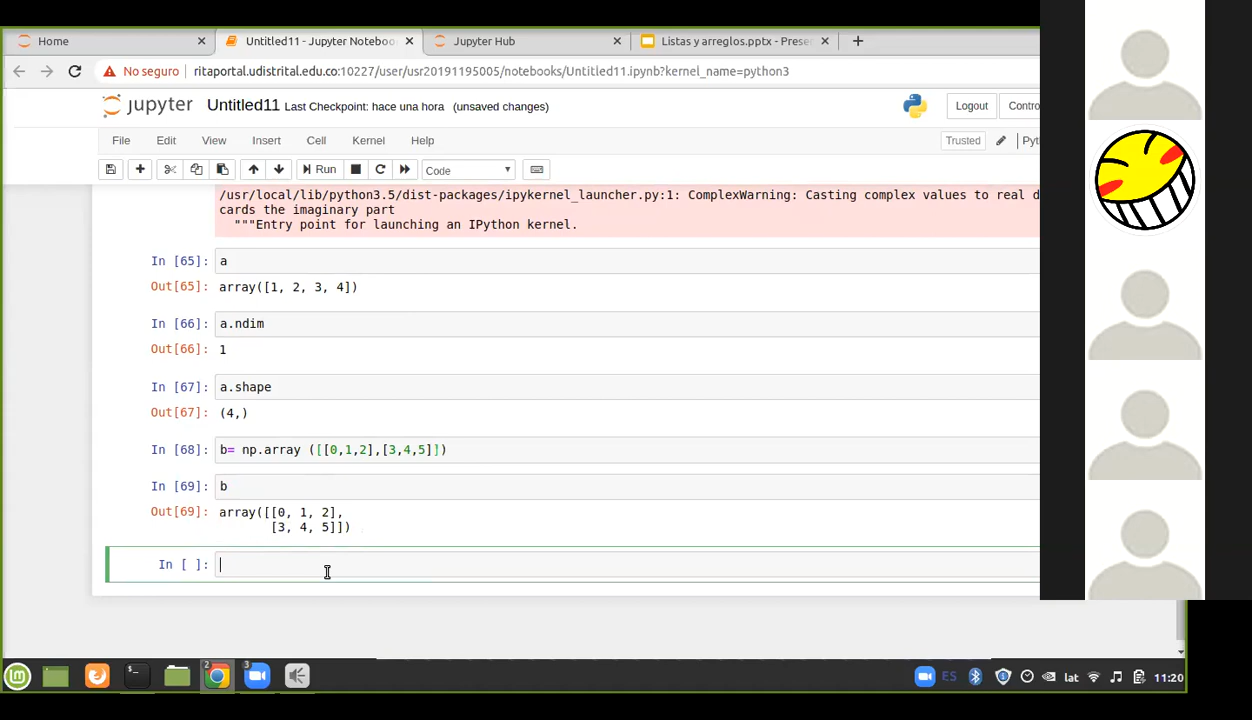 Home
Untitled11 - Jupyter Noteboo
Jupyter Hub
Listas y arreglos.pptx - Prese
No seguro
ritaportal.udistrital.edu.co:10227/user/usr20191195005/notebooks/Untitled11.ipynb?kernel_name=python3
jupyter Untitled11 Last Checkpoint: hace una hora (unsaved changes)
Logout
Contro
File Edit View Insert Cell Kernel Help
Trusted
Pyt
Run
Code
/usr/local/lib/python3.5/dist-packages/ipykernel_launcher.py:1: ComplexWarning: Casting complex values to real d
cards the imaginary part
"""Entry point for launching an IPython kernel.
In [65]: a
Out[65]: array([1, 2, 3, 4])
In [66]: a.ndim
Out[66]: 1
In [67]: a.shape
Out[67]: (4,)
In [68]: b= np.array ([[0,1,2],[3,4,5]])
In [69]: b
Out[69]: array([[0, 1, 2],
[3, 4, 5]])
In [ ]:
2
3
ES
lat
11:20